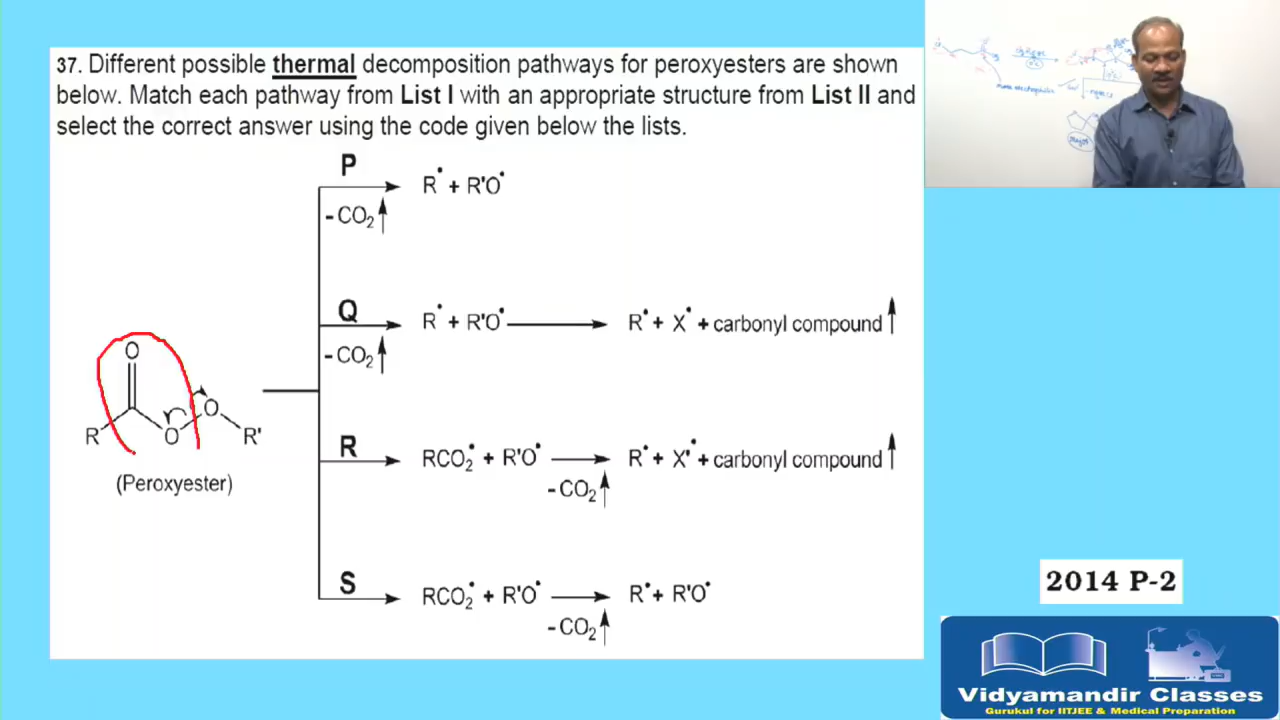 37. Different possible thermal decomposition pathways for peroxyesters are shown
below. Match each pathway from List I with an appropriate structure from List II and
select the correct answer using the code given below the lists.
P
R• + R'O•
- CO2↑
Q
R• + R'O• → R• + X• + carbonyl compound↑
- CO2↑
O
R O O R'
(Peroxyester)
R
RCO2• + R'O• → R• + X'• + carbonyl compound↑
- CO2↑
S
RCO2• + R'O• → R• + R'O•
- CO2↑
2014 P-2
Vidyamandir Classes
Gurukul for IITJEE & Medical Preparation